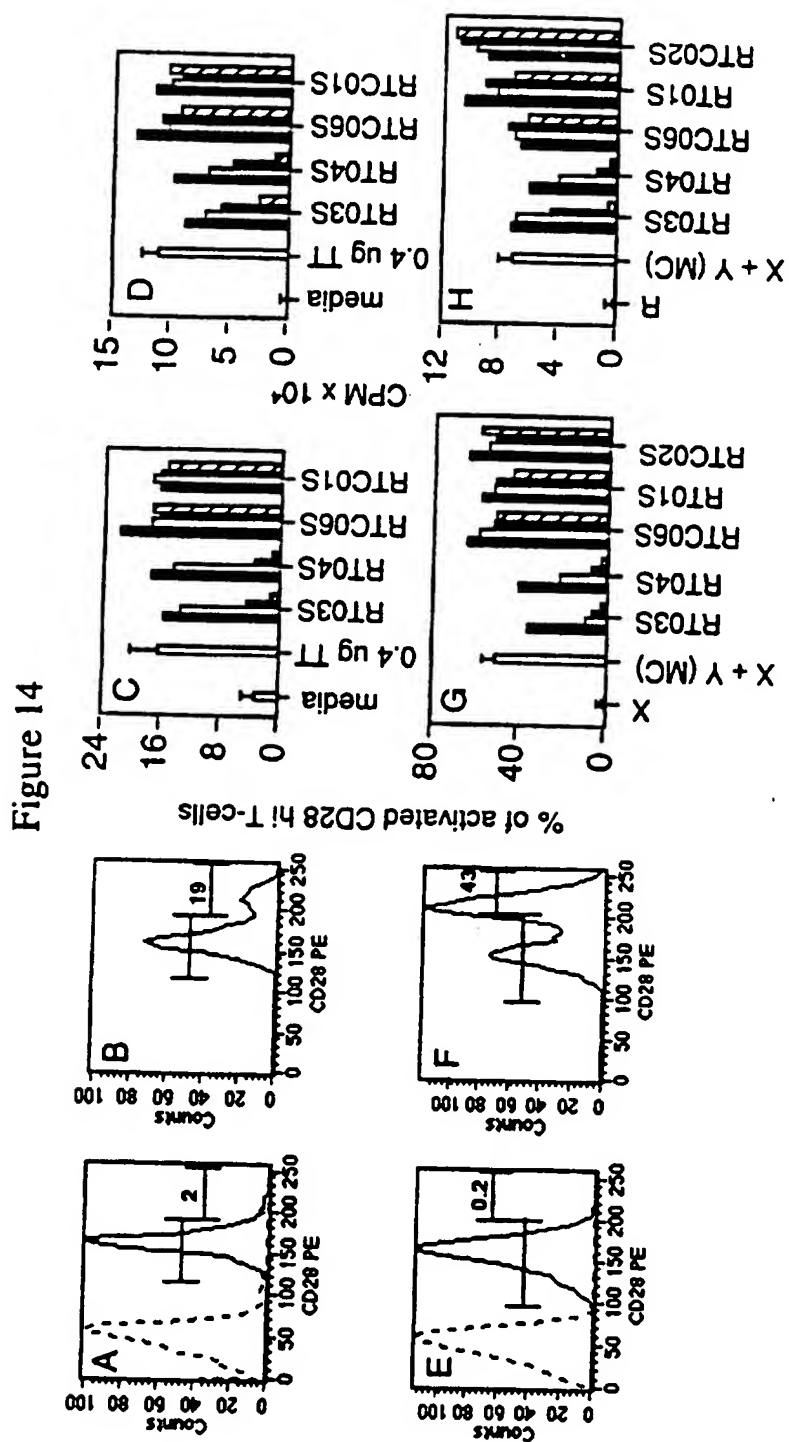 Figure 14
A
Counts
100
80
60
40
20
0
2
0 50 100 150 200 250
CD28 PE
B
Counts
100
80
60
40
20
0
19
0 50 100 150 200 250
CD28 PE
E
Counts
100
80
60
40
20
0
0.2
0 50 100 150 200 250
CD28 PE
F
Counts
100
80
60
40
20
0
43
0 50 100 150 200 250
CD28 PE
% of activated CD28 hi T-cells
C
24
16
8
0
media
0.4 ug TT
RT03S
RT04S
RTC06S
RTC01S
CPM x 10⁴
D
15
10
5
0
media
0.4 ug TT
RT03S
RT04S
RTC06S
RTC01S
G
80
40
0
X
X + Y (MC)
RT03S
RT04S
RTC06S
RT01S
RTC02S
H
12
8
4
0
R
X + Y (MC)
RT03S
RT04S
RTC06S
RT01S
RTC02S